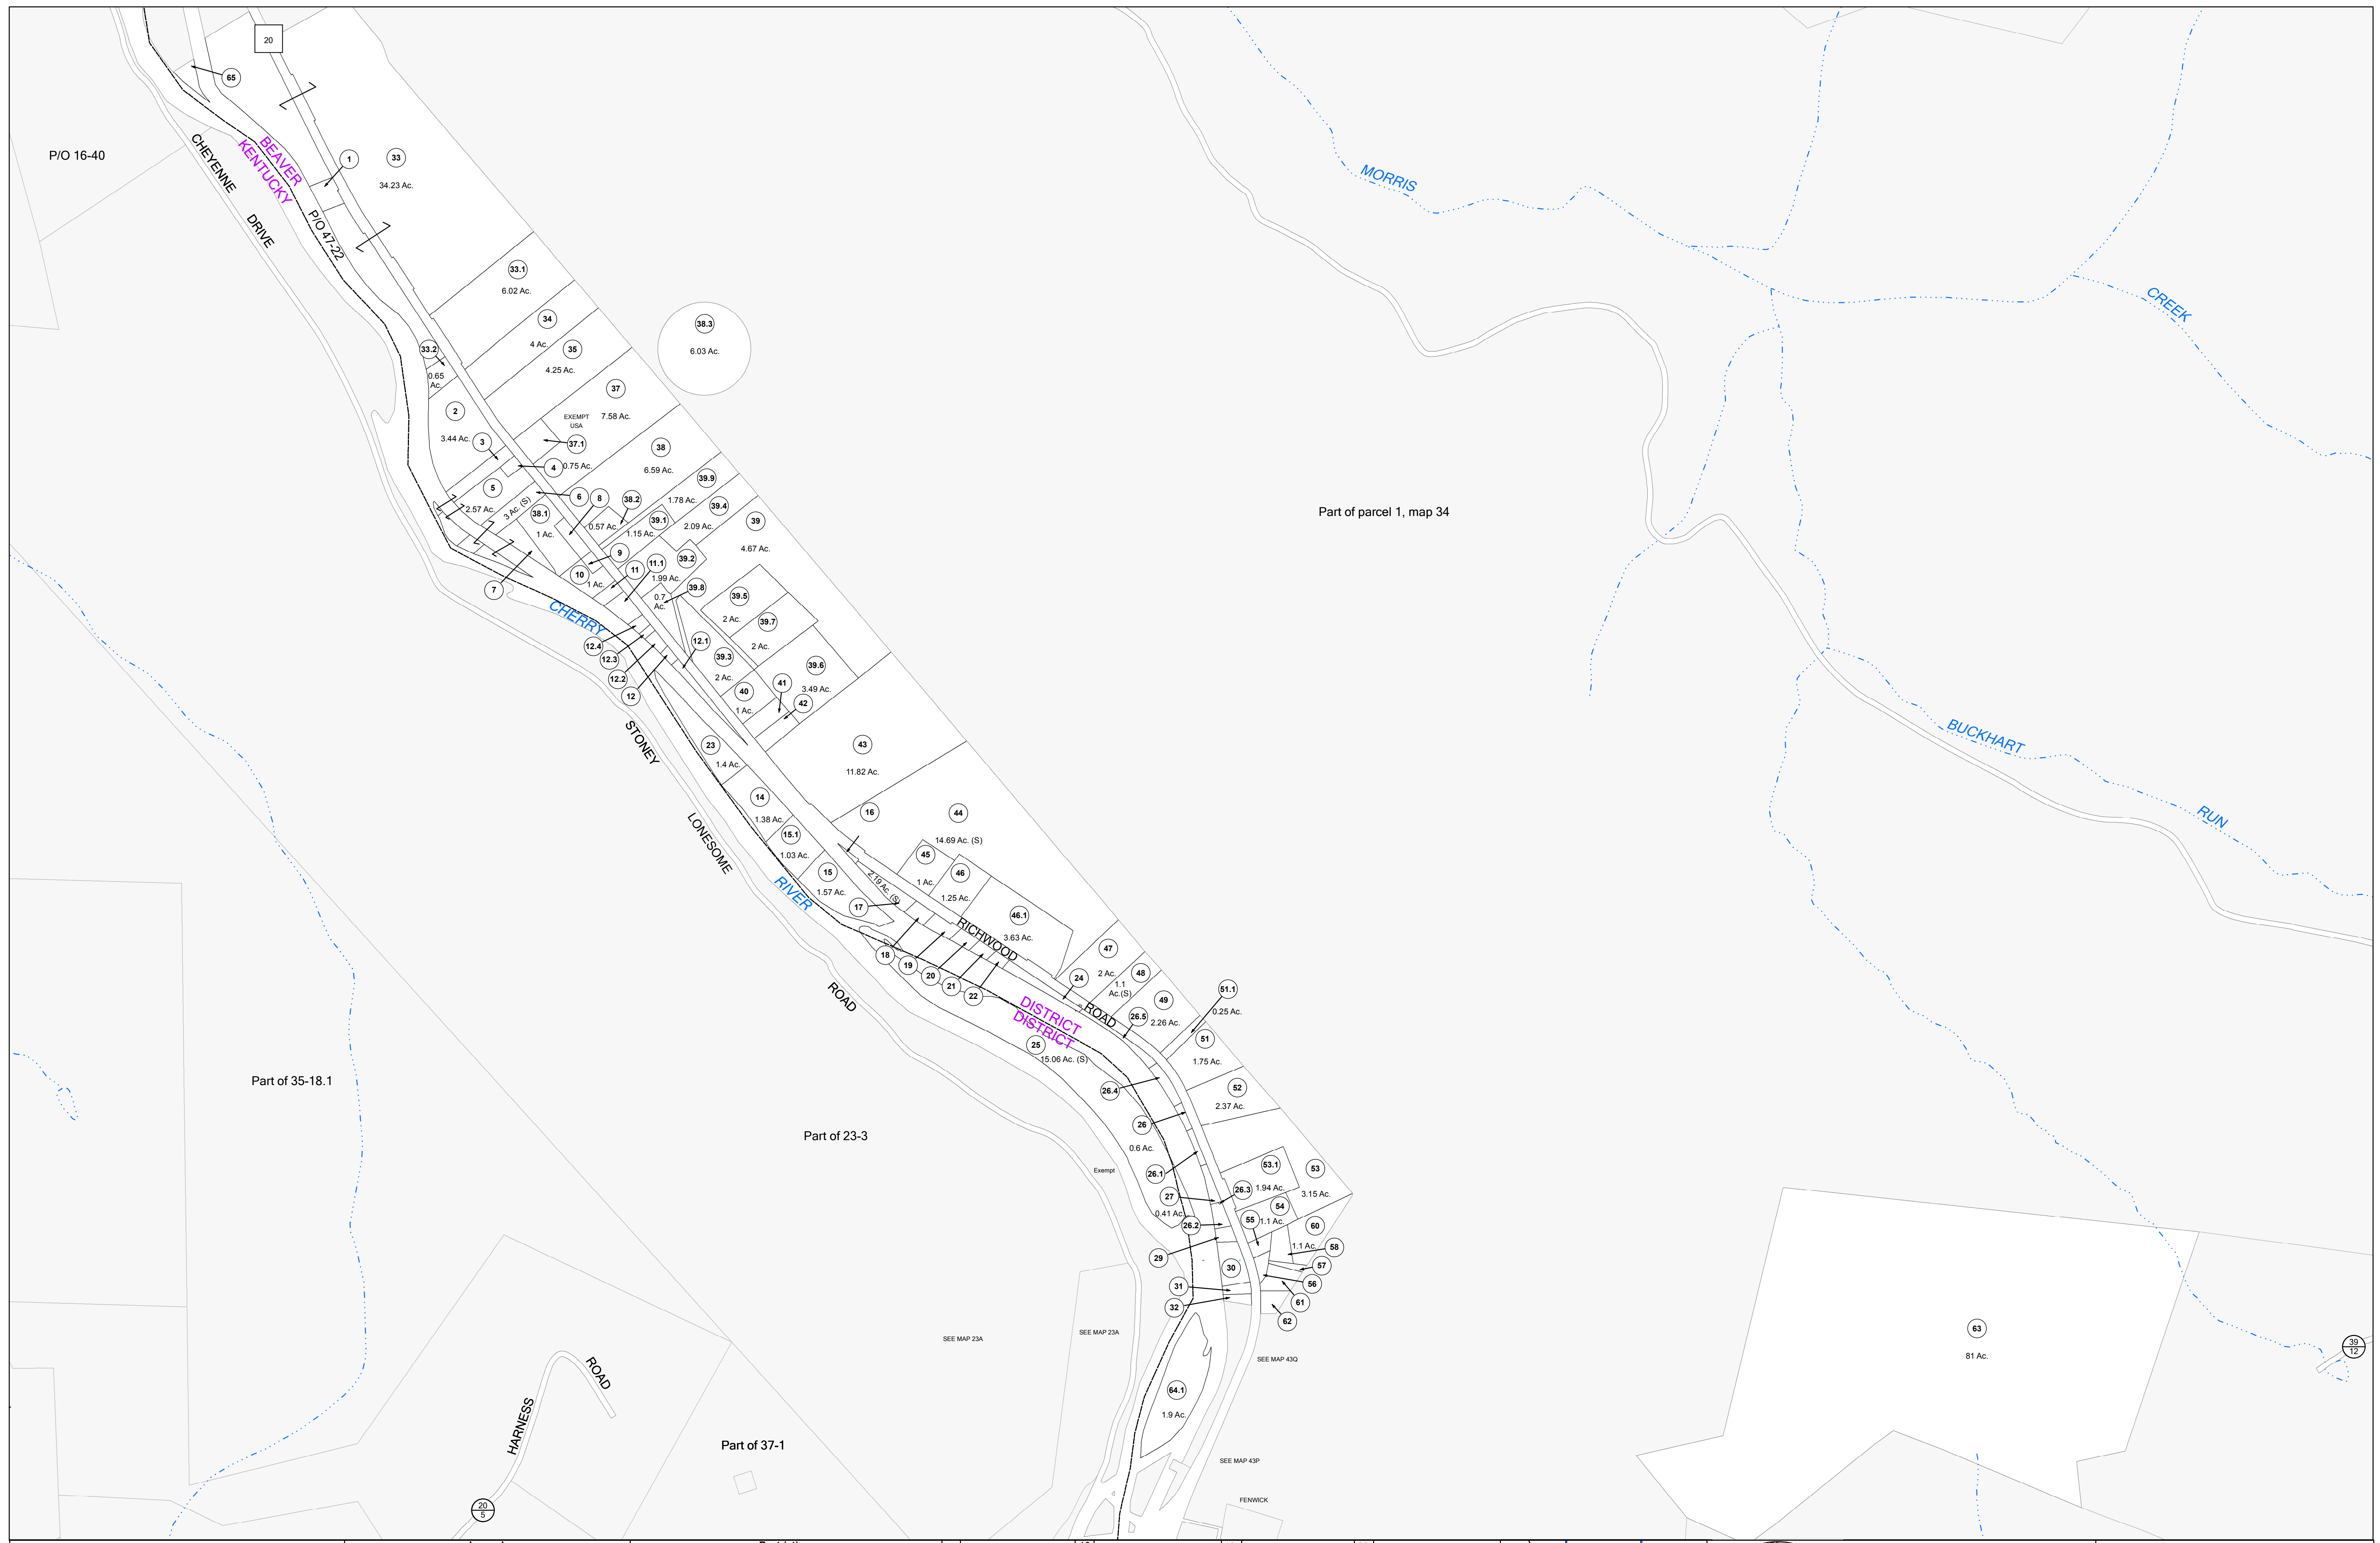 20
65
P/O 16-40
CHEYENNE
DRIVE
BEAVER
KENTUCKY
P/O 47-22
1
33
34.23 Ac.
MORRIS
CREEK
33.1
6.02 Ac.
34
4 Ac.
35
4.25 Ac.
38.3
6.03 Ac.
33.2
0.65
Ac.
37
7.58 Ac.
EXEMPT
USA
37.1
0.75 Ac.
2
3.44 Ac.
3
4
38
6.59 Ac.
5
2.57 Ac.
3 Ac. (S)
6
8
38.2
0.57 Ac.
39.9
1.78 Ac.
39.4
2.09 Ac.
38.1
1 Ac.
39.1
1.15 Ac.
39
4.67 Ac.
Part of parcel 1, map 34
9
10
1 Ac.
11
11.1
39.2
1.99 Ac.
7
0.7
Ac.
39.8
39.5
2 Ac.
39.7
2 Ac.
CHERRY
12.4
12.3
12.2
12
12.1
39.3
2 Ac.
39.6
3.49 Ac.
40
1 Ac.
41
42
STONEY
LONESOME
ROAD
23
1.4 Ac.
43
11.82 Ac.
BUCKHART
RUN
14
1.38 Ac.
15.1
1.03 Ac.
16
44
14.69 Ac. (S)
15
1.57 Ac.
RIVER
2.19 Ac. (S)
45
1 Ac.
46
1.25 Ac.
46.1
3.63 Ac.
17
RICHWOOD
ROAD
18
19
20
21
22
24
47
2 Ac.
48
1.1
Ac.(S)
49
2.26 Ac.
51.1
0.25 Ac.
26.5
51
1.75 Ac.
DISTRICT
DISTRICT
25
15.06 Ac. (S)
Part of 35-18.1
26.4
52
2.37 Ac.
26
0.6 Ac.
Part of 23-3
Exempt
26.1
53.1
1.94 Ac.
53
3.15 Ac.
27
0.41 Ac.
26.3
26.2
54
1.1 Ac.
55
60
1.1 Ac.
58
57
56
61
62
29
30
31
32
SEE MAP 23A
SEE MAP 23A
SEE MAP 43Q
63
81 Ac.
39
12
64.1
1.9 Ac.
HARNESS
ROAD
Part of 37-1
SEE MAP 43P
FENWICK
20
5